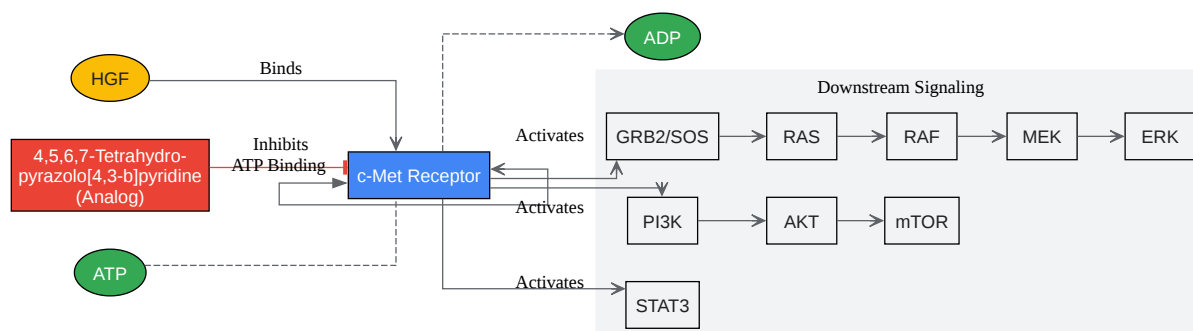 ADP
HGF
Binds
Downstream Signaling
4,5,6,7-Tetrahydro-
pyrazolo[4,3-b]pyridine
(Analog)
Inhibits
ATP Binding
c-Met Receptor
Activates
GRB2/SOS
RAS
RAF
MEK
ERK
Activates
PI3K
AKT
mTOR
ATP
Activates
STAT3